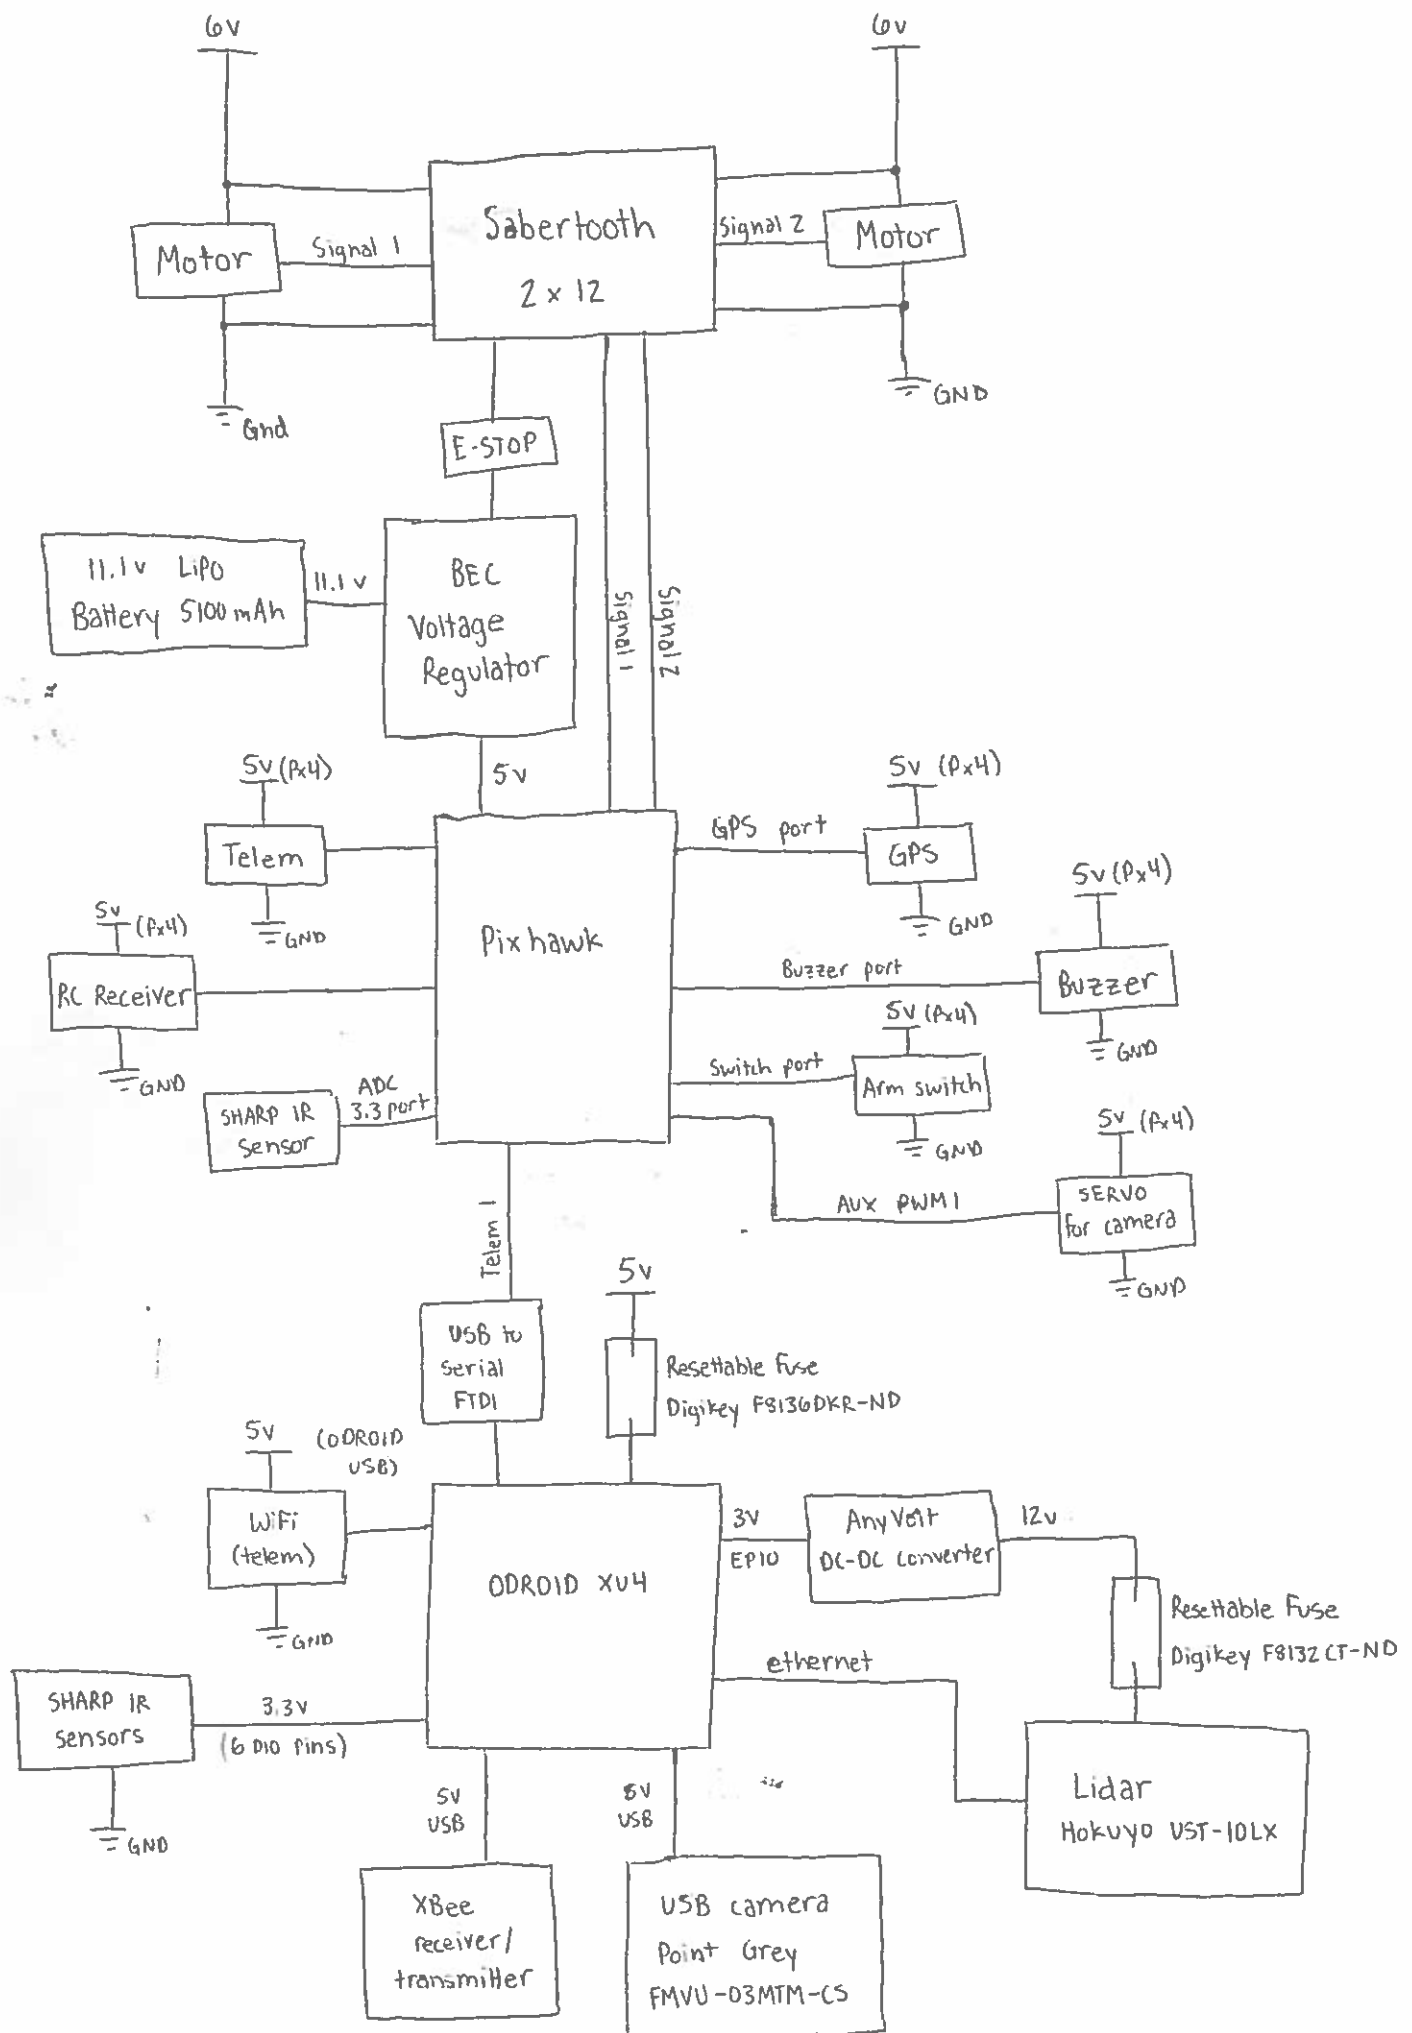 6V
6V
Sabertooth
2 x 12
Signal 1
Signal 2
Motor
Motor
Gnd
GND
E-STOP
11.1v LiPo
Battery 5100mAh
11.1 v
BEC
Voltage
Regulator
Signal 1
Signal 2
5v
5v (Px4)
Telem
GND
GPS port
5v (Px4)
GPS
GND
5v (Px4)
RC Receiver
GND
Pixhawk
Buzzer port
5v (Px4)
Buzzer
GND
SHARP IR
sensor
ADC
3.3 port
Switch port
5v (Px4)
Arm switch
GND
AUX PWM1
5v (Px4)
SERVO
for camera
GND
Telem 1
USB to
serial
FTDI
5v
Resettable Fuse
Digikey F8136DKR-ND
5v
(ODROID
USB)
WiFi
(telem)
GND
ODROID XU4
3V
EPIO
AnyVolt
DC-DC converter
12v
Resettable Fuse
Digikey F8132CT-ND
ethernet
SHARP IR
sensors
3.3V
(6 DIO Pins)
GND
Lidar
Hokuyo UST-10LX
5V
USB
5V
USB
XBee
receiver/
transmitter
USB camera
Point Grey
FMVU-03MTM-CS